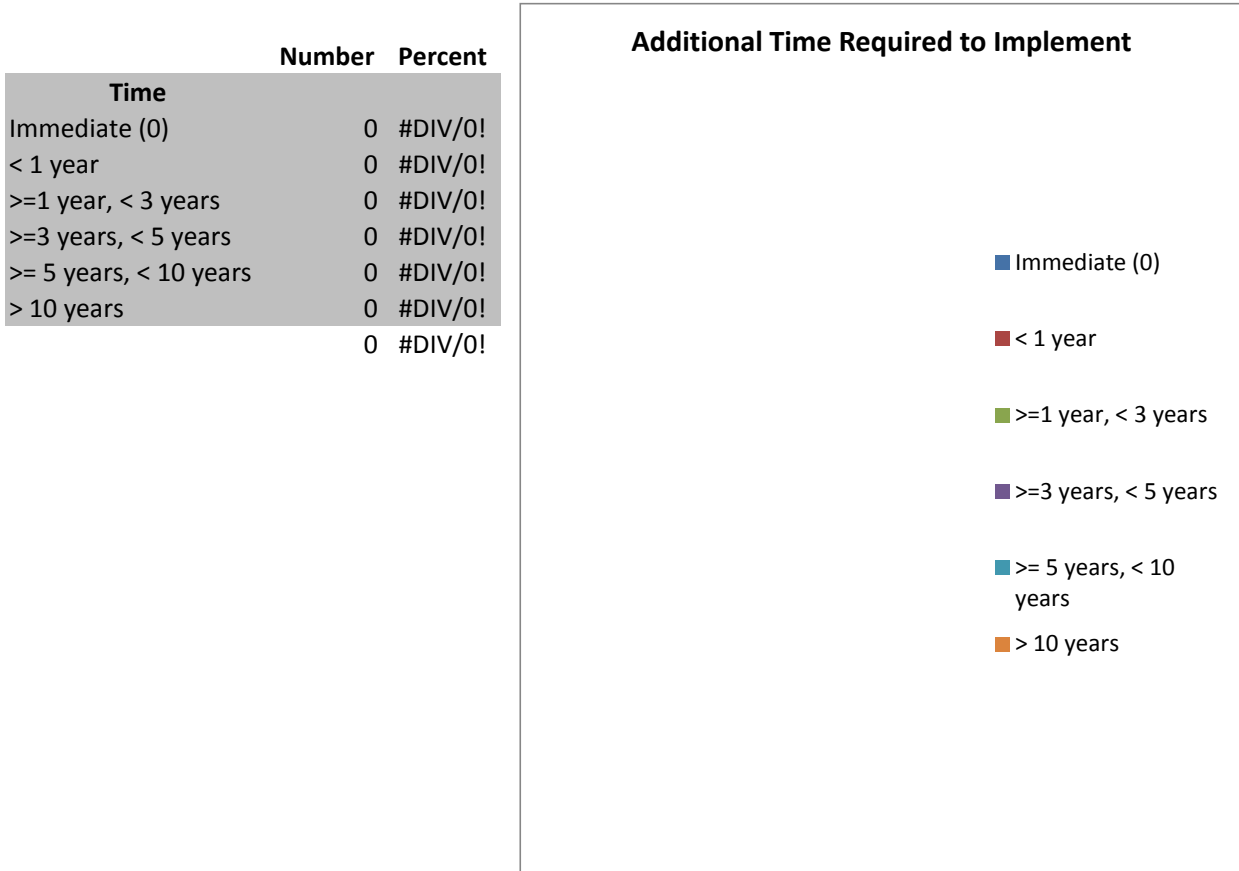 Number Percent
Time
Immediate (0) 0 #DIV/0!
< 1 year 0 #DIV/0!
>=1 year, < 3 years 0 #DIV/0!
>=3 years, < 5 years 0 #DIV/0!
>= 5 years, < 10 years 0 #DIV/0!
> 10 years 0 #DIV/0!
0 #DIV/0!
Additional Time Required to Implement
Immediate (0)
< 1 year
>=1 year, < 3 years
>=3 years, < 5 years
>= 5 years, < 10
years
> 10 years